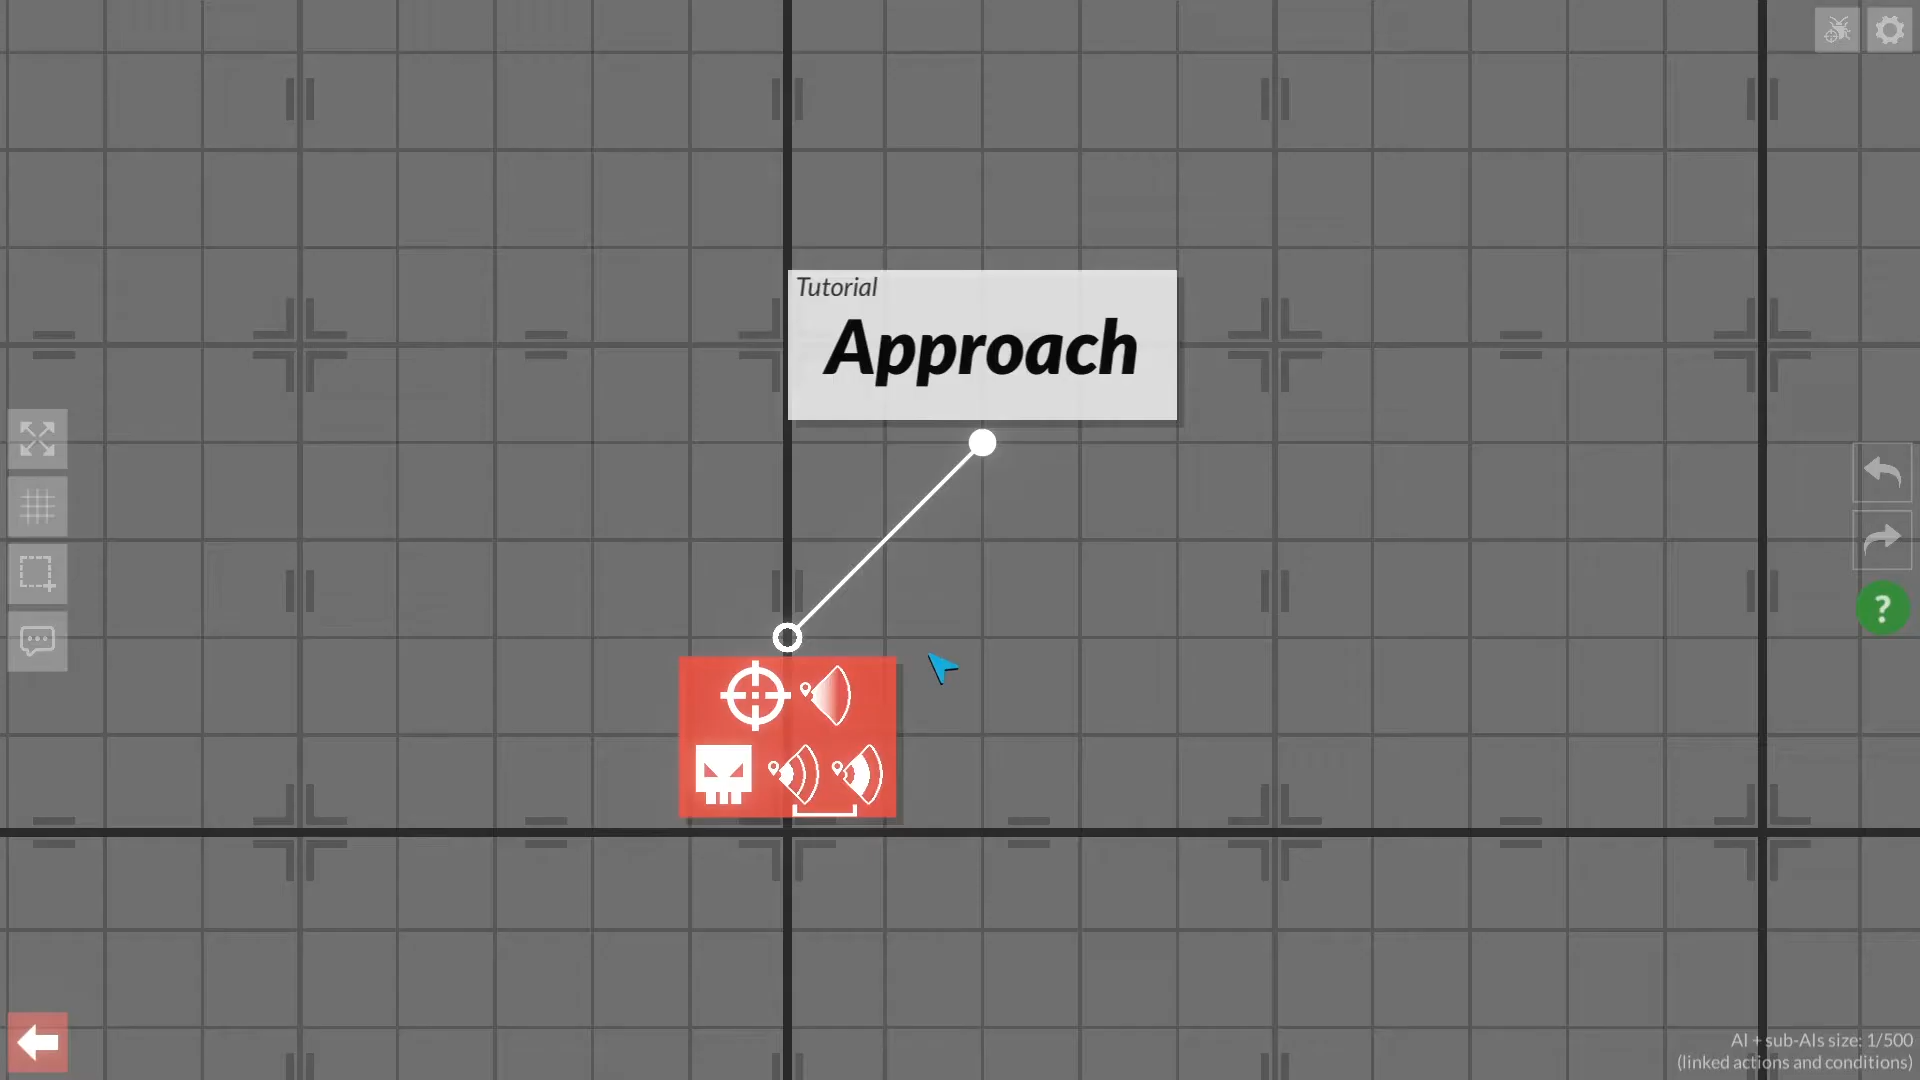 Tutorial
Approach
?
AI + sub-AIs size: 1/500
(linked actions and conditions)